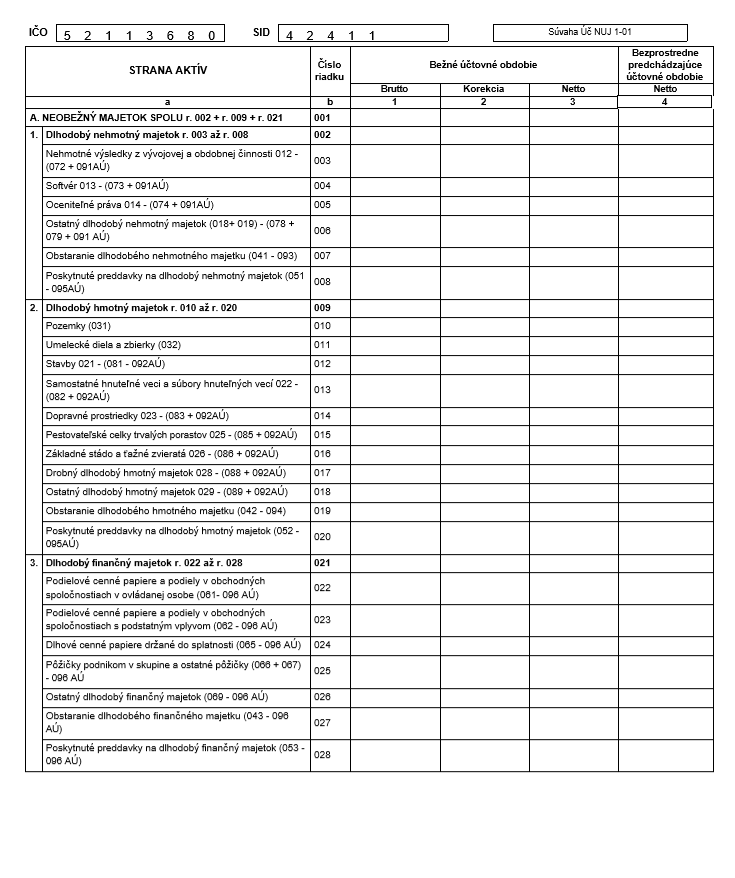 IČO 5 2 1 1 3 6 8 0 SID 4 2 4 1 1 Súvaha Úč NUJ 1-01
STRANA AKTÍV Číslo riadku Bežné účtovné obdobie Bezprostredne predchádzajúce účtovné obdobie
Brutto Korekcia Netto Netto
a b 1 2 3 4
A. NEOBEŽNÝ MAJETOK SPOLU r. 002 + r. 009 + r. 021 001
1. Dlhodobý nehmotný majetok r. 003 až r. 008 002
Nehmotné výsledky z vývojovej a obdobnej činnosti 012 -
(072 + 091AÚ) 003
Softvér 013 - (073 + 091AÚ) 004
Oceniteľné práva 014 - (074 + 091AÚ) 005
Ostatný dlhodobý nehmotný majetok (018+ 019) - (078 +
079 + 091 AÚ) 006
Obstaranie dlhodobého nehmotného majetku (041 - 093) 007
Poskytnuté preddavky na dlhodobý nehmotný majetok (051
- 095AÚ) 008
2. Dlhodobý hmotný majetok r. 010 až r. 020 009
Pozemky (031) 010
Umelecké diela a zbierky (032) 011
Stavby 021 - (081 - 092AÚ) 012
Samostatné hnuteľné veci a súbory hnuteľných vecí 022 -
(082 + 092AÚ) 013
Dopravné prostriedky 023 - (083 + 092AÚ) 014
Pestovateľské celky trvalých porastov 025 - (085 + 092AÚ) 015
Základné stádo a ťažné zvieratá 026 - (086 + 092AÚ) 016
Drobný dlhodobý hmotný majetok 028 - (088 + 092AÚ) 017
Ostatný dlhodobý hmotný majetok 029 - (089 + 092AÚ) 018
Obstaranie dlhodobého hmotného majetku (042 - 094) 019
Poskytnuté preddavky na dlhodobý hmotný majetok (052 -
095AÚ) 020
3. Dlhodobý finančný majetok r. 022 až r. 028 021
Podielové cenné papiere a podiely v obchodných
spoločnostiach v ovládanej osobe (061- 096 AÚ) 022
Podielové cenné papiere a podiely v obchodných
spoločnostiach s podstatným vplyvom (062 - 096 AÚ) 023
Dlhové cenné papiere držané do splatnosti (065 - 096 AÚ) 024
Pôžičky podnikom v skupine a ostatné pôžičky (066 + 067)
- 096 AÚ 025
Ostatný dlhodobý finančný majetok (069 - 096 AÚ) 026
Obstaranie dlhodobého finančného majetku (043 - 096
AÚ) 027
Poskytnuté preddavky na dlhodobý finančný majetok (053 -
096 AÚ) 028